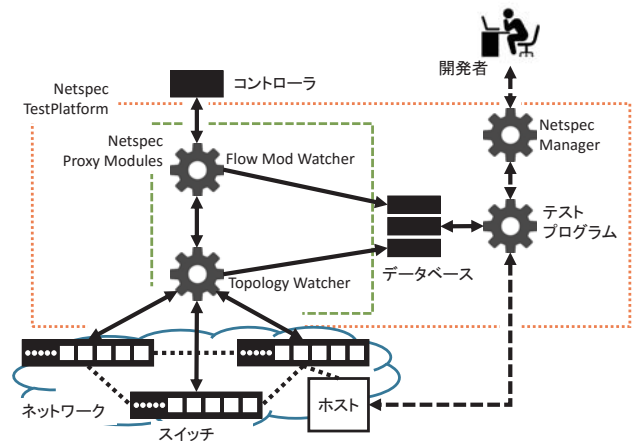 開発者
コントローラ
Netspec
TestPlatform
Netspec
Proxy Modules
Flow Mod Watcher
Netspec
Manager
テスト
プログラム
データベース
Topology Watcher
ネットワーク
スイッチ
ホスト